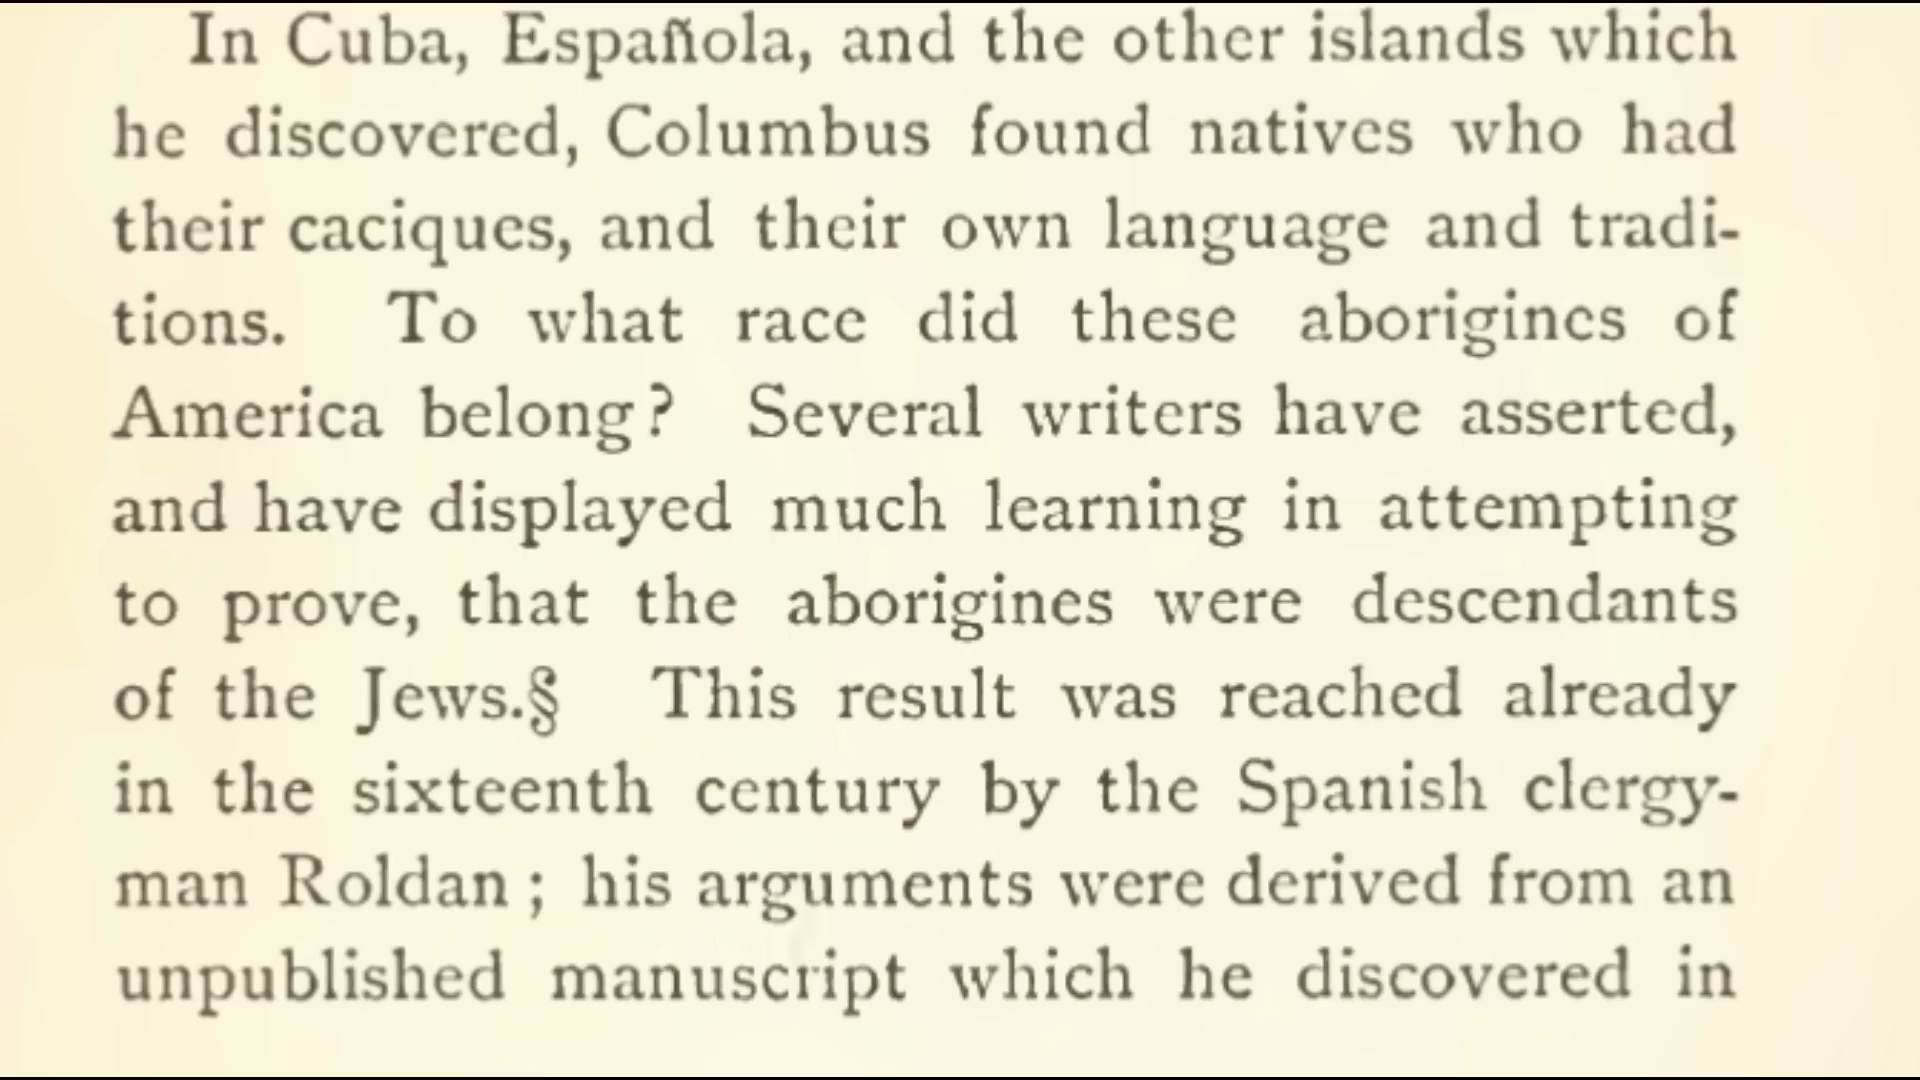 In Cuba, Española, and the other islands which
he discovered, Columbus found natives who had
their caciques, and their own language and tradi-
tions. To what race did these aborigines of
America belong? Several writers have asserted,
and have displayed much learning in attempting
to prove, that the aborigines were descendants
of the Jews.§ This result was reached already
in the sixteenth century by the Spanish clergy-
man Roldan; his arguments were derived from an
unpublished manuscript which he discovered in